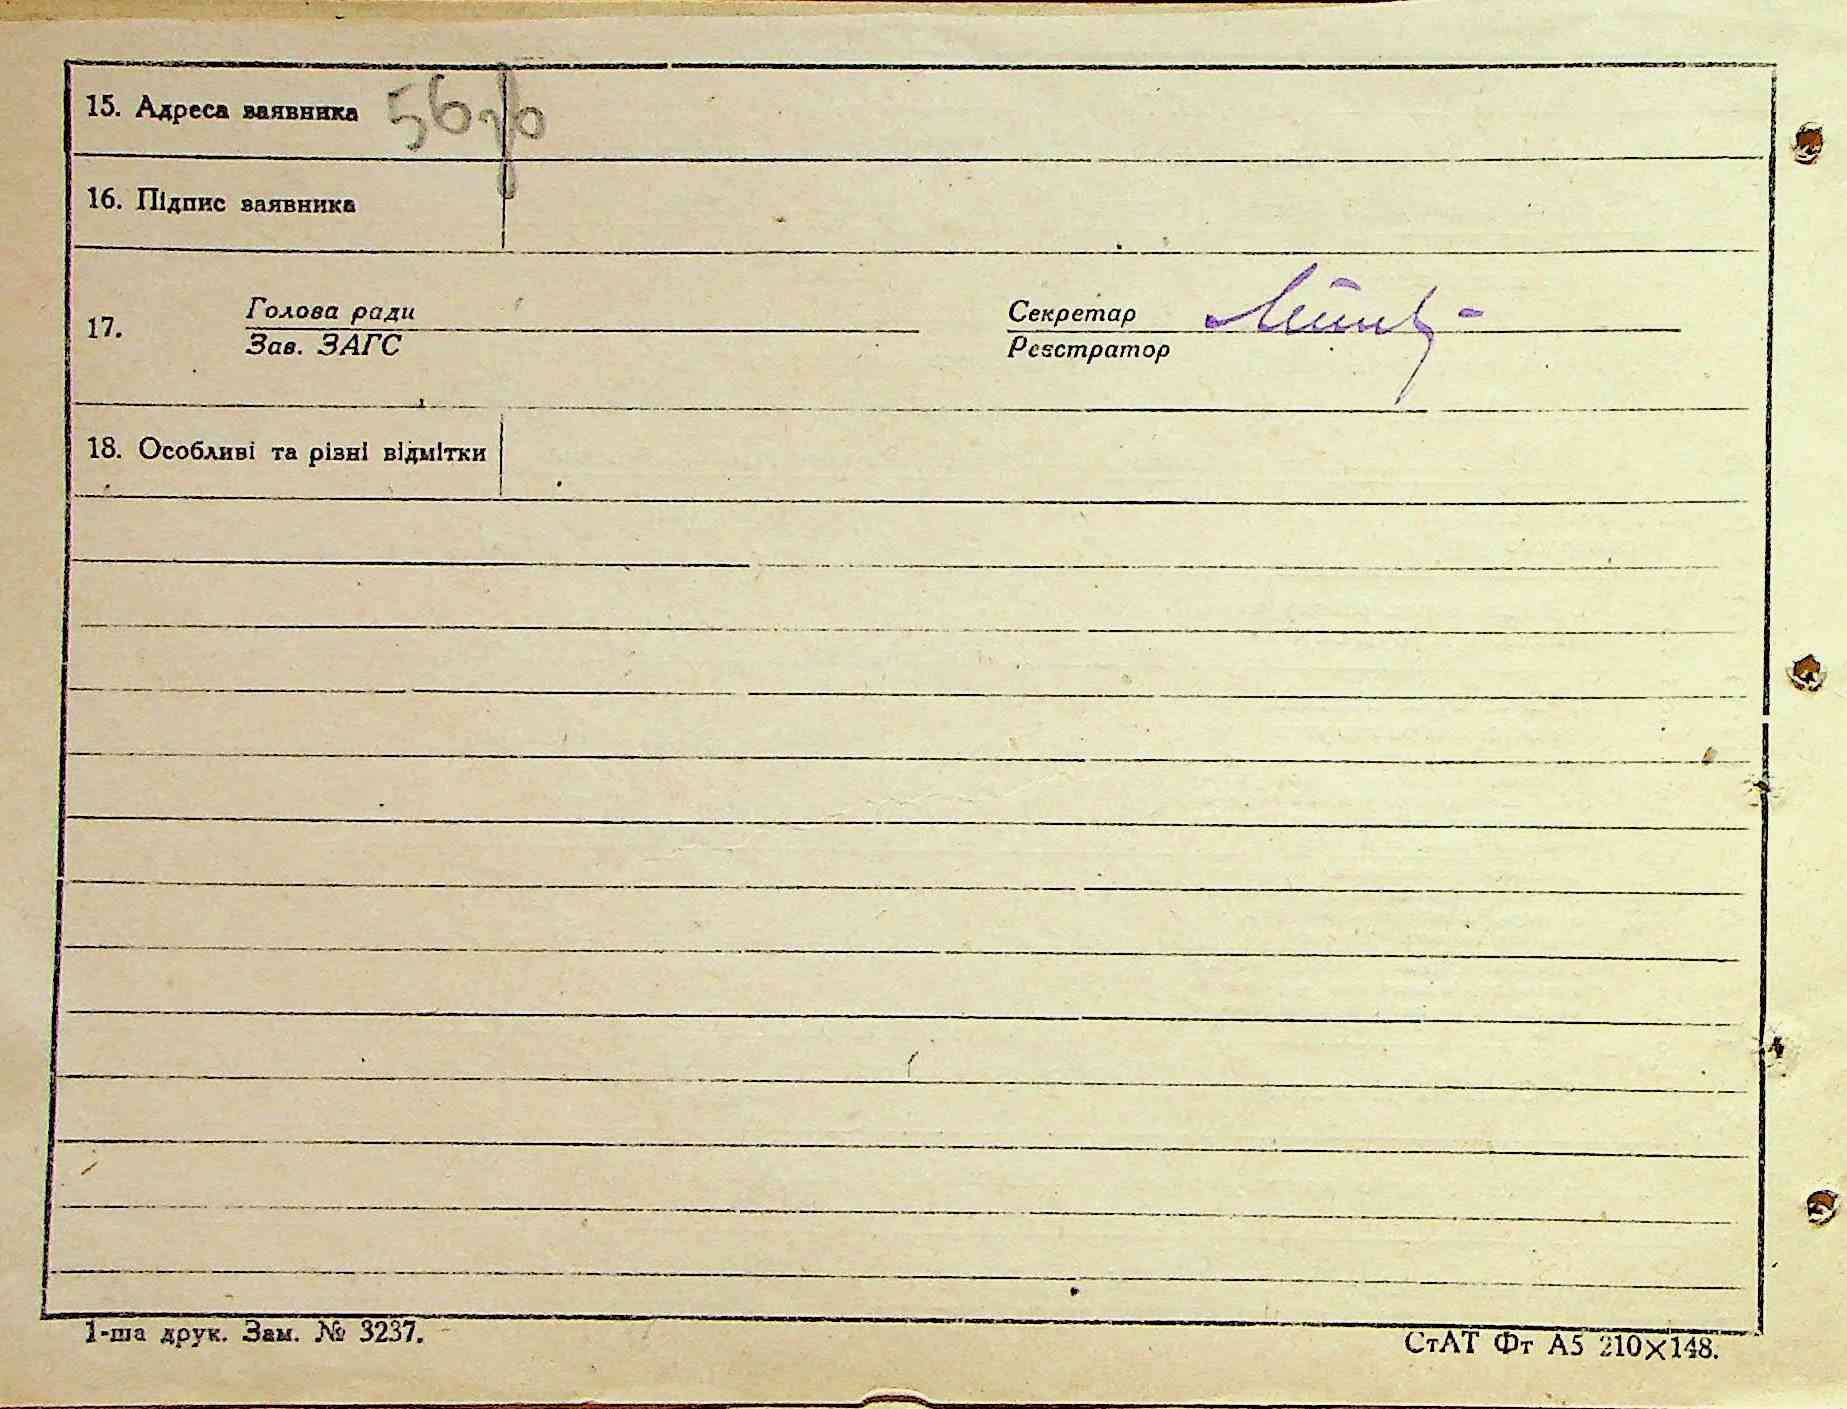 15. Адреса заявника 56 зв
16. Підпис заявника
17. Голова ради
Зав. ЗАГС
Секретар
Реєстратор
18. Особливі та різні відмітки
1-ша друк. Зам. № 3237.
СтАТ Фт А5 210×148.